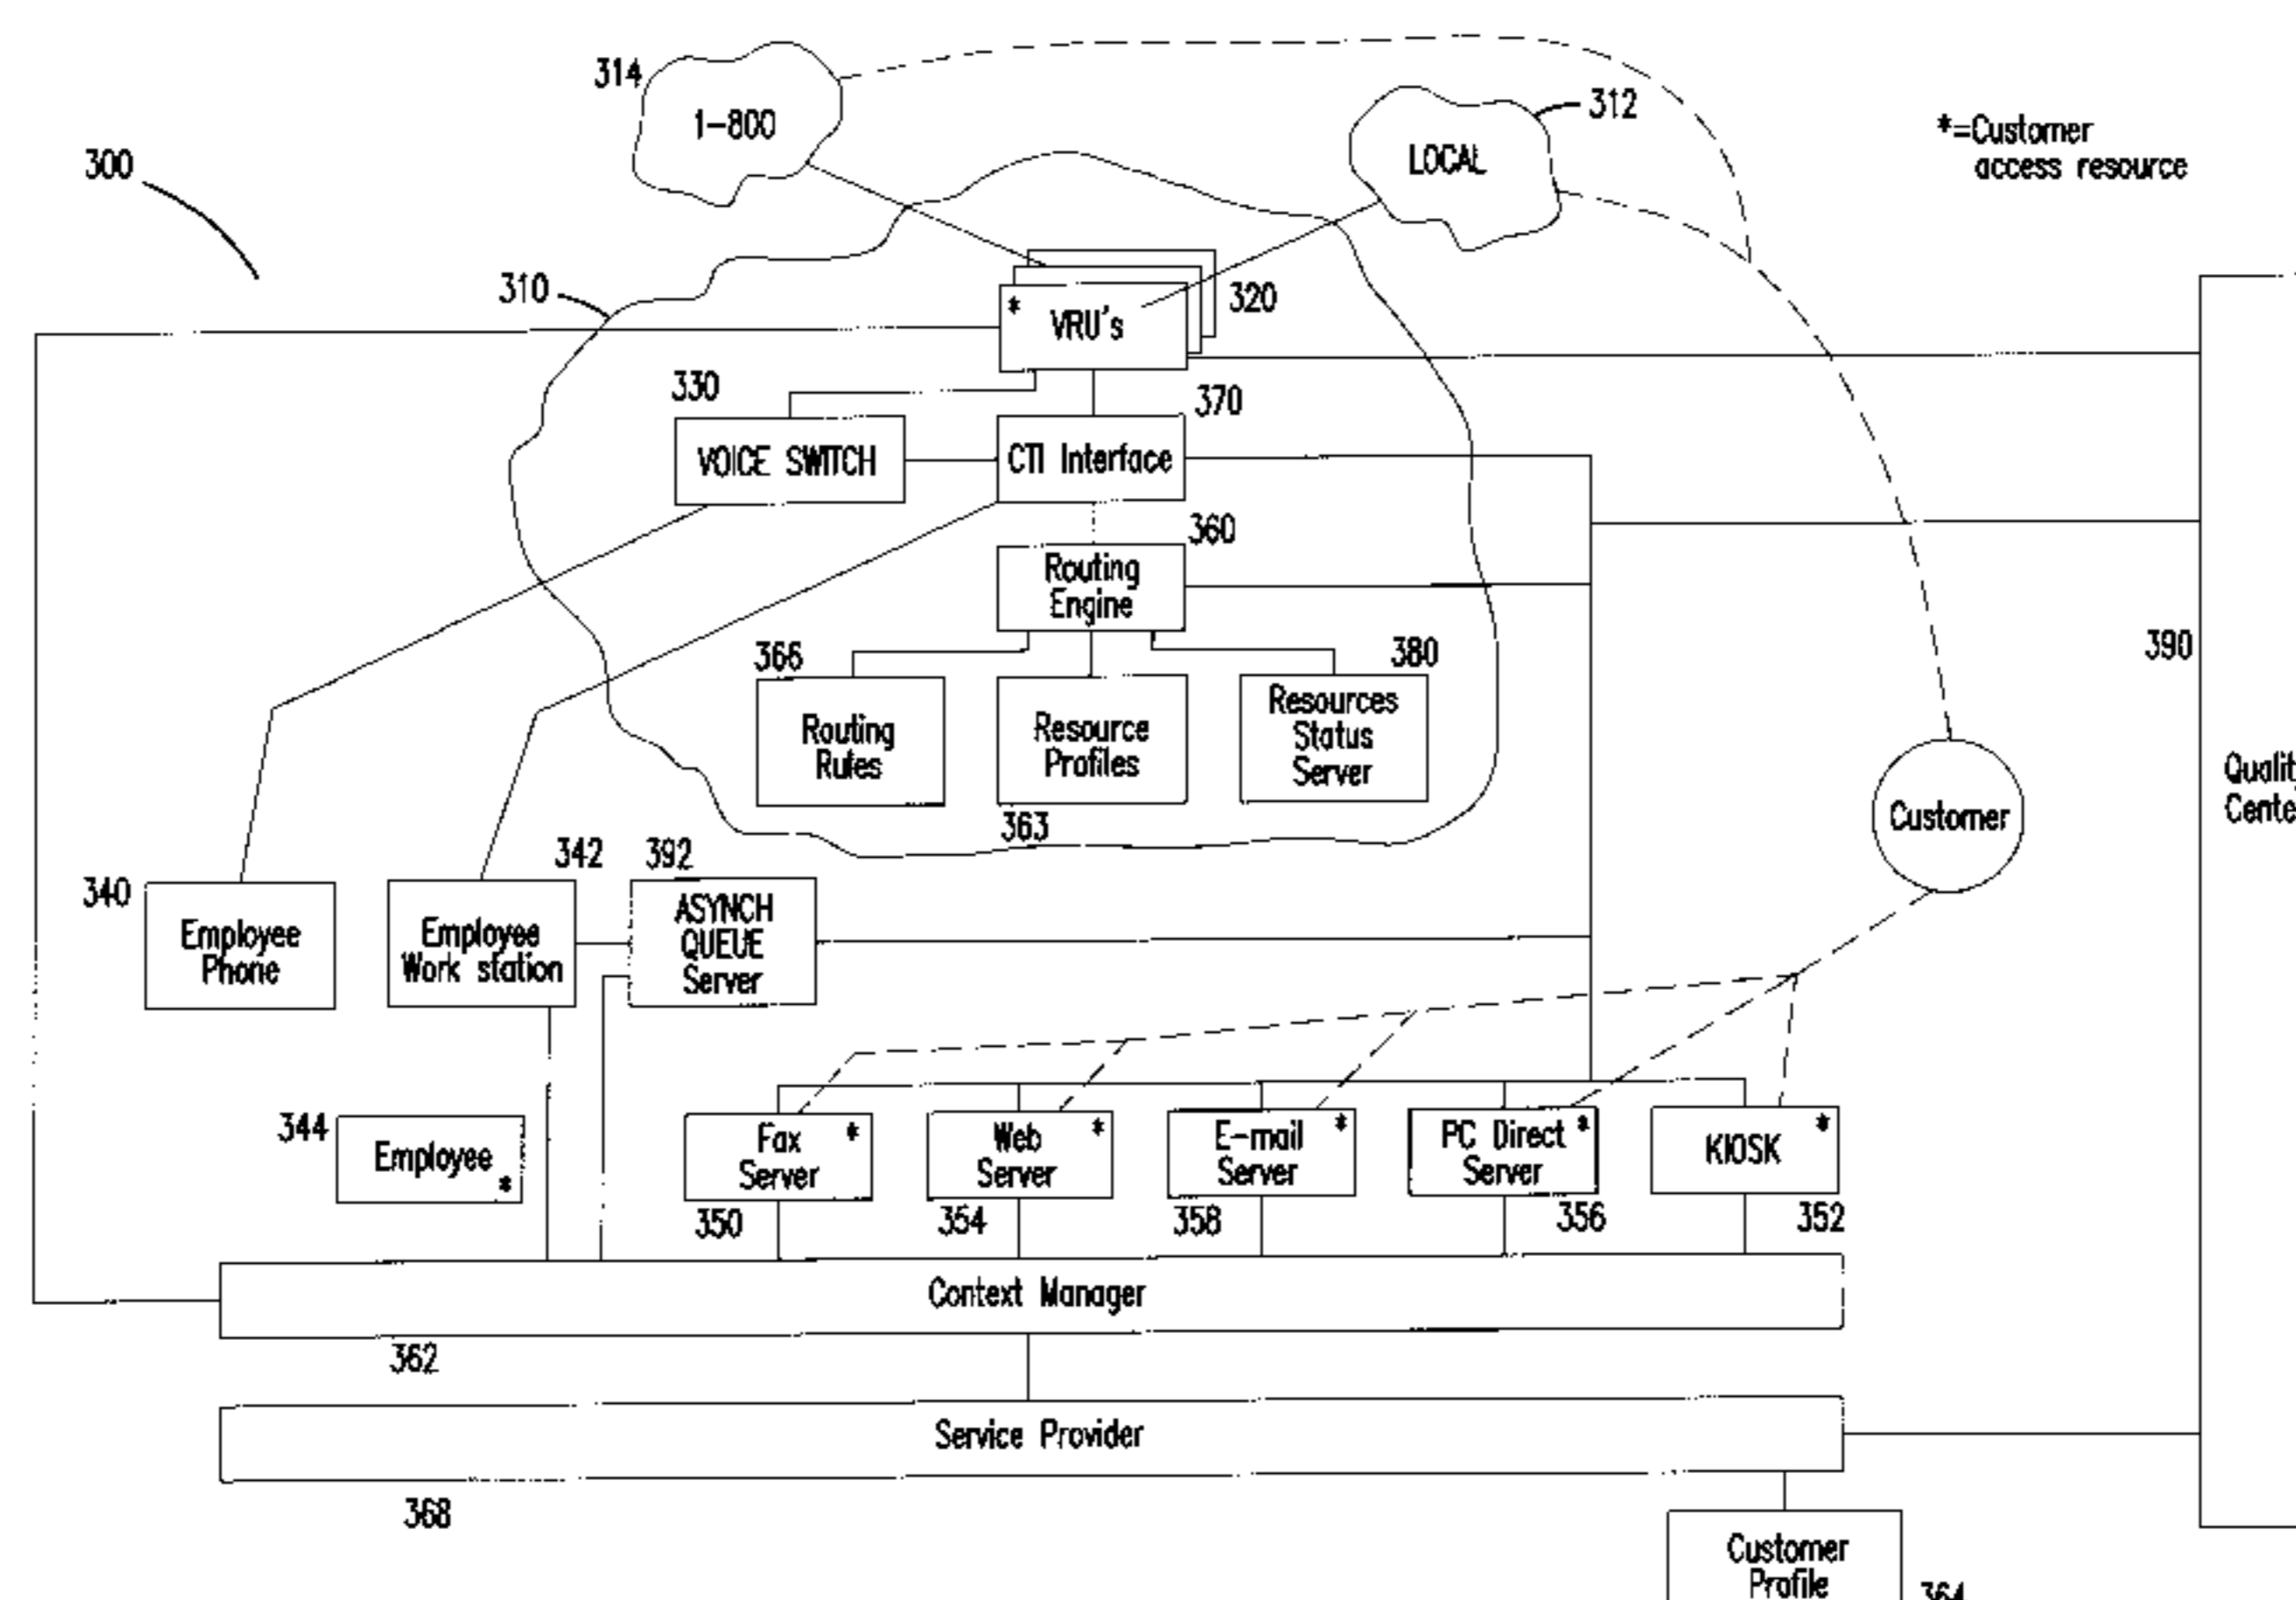 314
1-800
312
LOCAL
*=Customer
access resource
300
310
*
VRU's
320
330
370
VOICE SWITCH
CTI Interface
360
Routing
Engine
366
380
390
Routing
Rules
Resource
Profiles
Resources
Status
Server
363
Customer
Qualit
Cente
342
392
340
Employee
Phone
Employee
Work station
ASYNCH
QUEUE
Server
344
Employee
*
Fax *
Server
Web *
Server
E-mail *
Server
PC Direct *
Server
KIOSK *
350
354
358
356
352
Context Manager
362
Service Provider
368
Customer
Profile
364